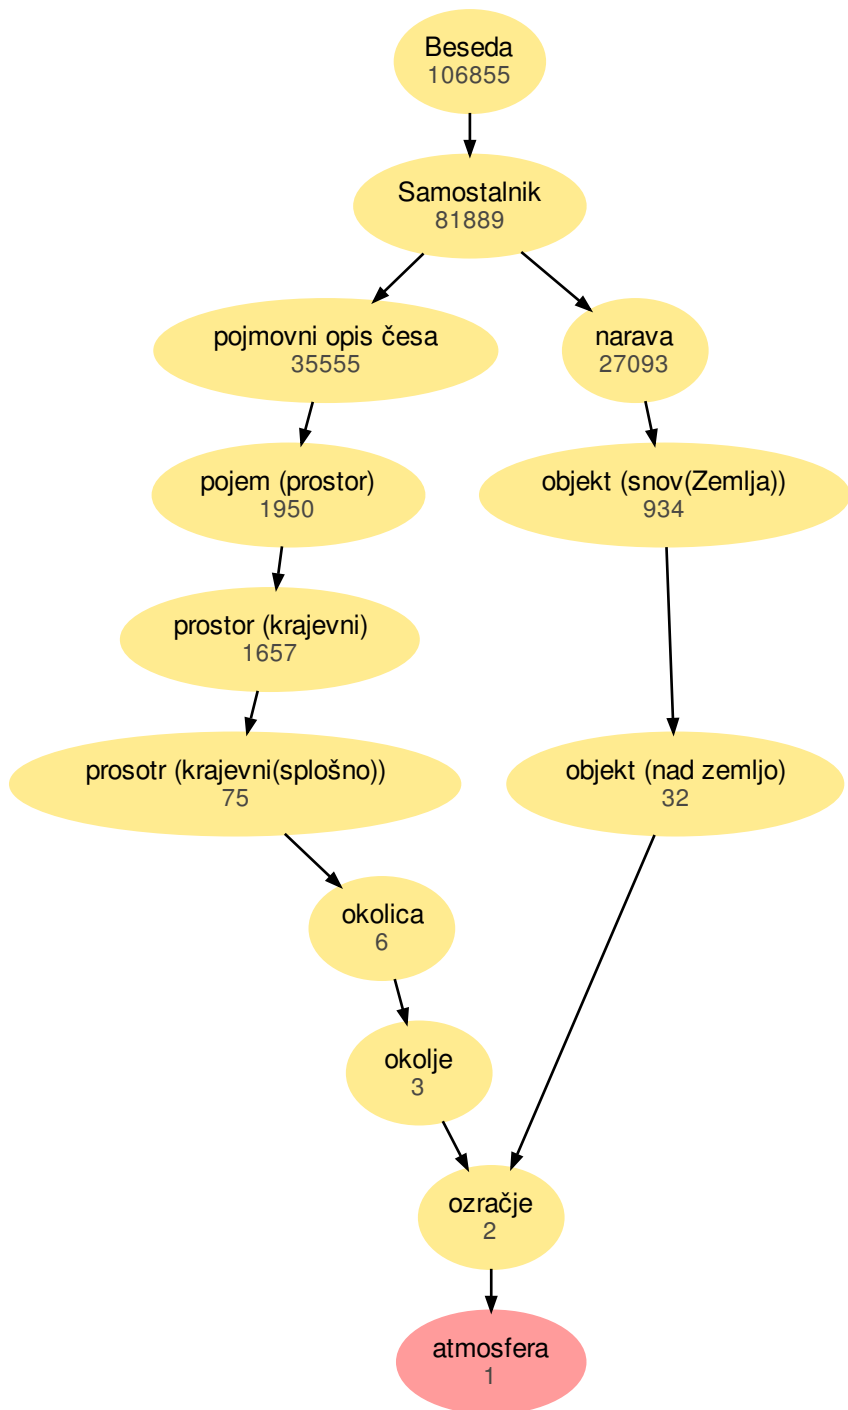 Beseda
106855
Samostalnik
81889
pojmovni opis česa
35555
narava
27093
pojem (prostor)
1950
objekt (snov(Zemlja))
934
prostor (krajevni)
1657
prosotr (krajevni(splošno))
75
objekt (nad zemljo)
32
okolica
6
okolje
3
ozračje
2
atmosfera
1